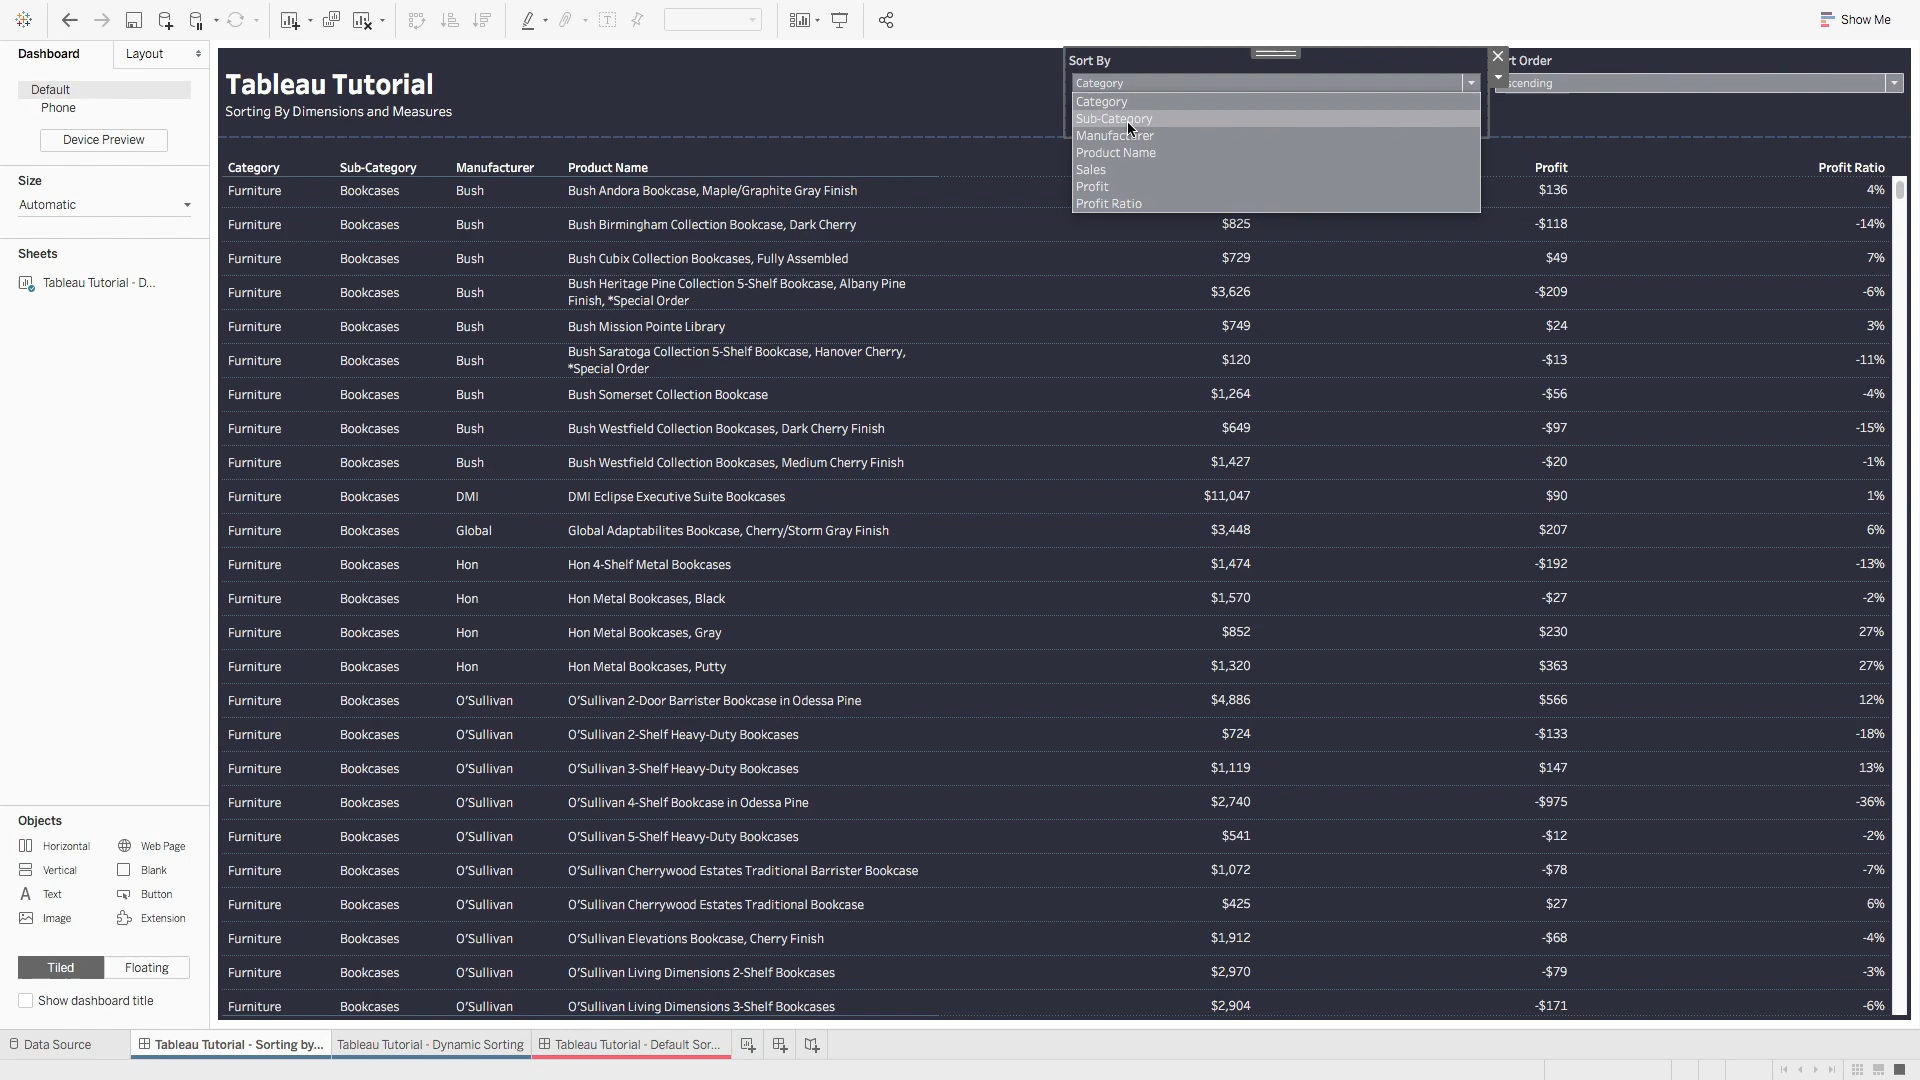 Show Me
Dashboard
Layout
Default
Phone
Device Preview
Size
Automatic
Sheets
Tableau Tutorial - D...
Objects
Horizontal
Web Page
Vertical
Blank
Text
Button
Image
Extension
Tiled
Floating
Show dashboard title
Tableau Tutorial
Sorting By Dimensions and Measures
Sort By
Category
Category
Sub-Category
Manufacturer
Product Name
Sales
Profit
Profit Ratio
Order
Category Sub-Category Manufacturer Product Name Profit Profit Ratio
Furniture Bookcases Bush Bush Andora Bookcase, Maple/Graphite Gray Finish $136 4%
Furniture Bookcases Bush Bush Birmingham Collection Bookcase, Dark Cherry $825 -$118 -14%
Furniture Bookcases Bush Bush Cubix Collection Bookcases, Fully Assembled $729 $49 7%
Furniture Bookcases Bush Bush Heritage Pine Collection 5-Shelf Bookcase, Albany Pine
Finish, *Special Order $3,626 -$209 -6%
Furniture Bookcases Bush Bush Mission Pointe Library $749 $24 3%
Furniture Bookcases Bush Bush Saratoga Collection 5-Shelf Bookcase, Hanover Cherry,
*Special Order $120 -$13 -11%
Furniture Bookcases Bush Bush Somerset Collection Bookcase $1,264 -$56 -4%
Furniture Bookcases Bush Bush Westfield Collection Bookcases, Dark Cherry Finish $649 -$97 -15%
Furniture Bookcases Bush Bush Westfield Collection Bookcases, Medium Cherry Finish $1,427 -$20 -1%
Furniture Bookcases DMI DMI Eclipse Executive Suite Bookcases $11,047 $90 1%
Furniture Bookcases Global Global Adaptabilites Bookcase, Cherry/Storm Gray Finish $3,448 $207 6%
Furniture Bookcases Hon Hon 4-Shelf Metal Bookcases $1,474 -$192 -13%
Furniture Bookcases Hon Hon Metal Bookcases, Black $1,570 -$27 -2%
Furniture Bookcases Hon Hon Metal Bookcases, Gray $852 $230 27%
Furniture Bookcases Hon Hon Metal Bookcases, Putty $1,320 $363 27%
Furniture Bookcases O'Sullivan O'Sullivan 2-Door Barrister Bookcase in Odessa Pine $4,886 $566 12%
Furniture Bookcases O'Sullivan O'Sullivan 2-Shelf Heavy-Duty Bookcases $724 -$133 -18%
Furniture Bookcases O'Sullivan O'Sullivan 3-Shelf Heavy-Duty Bookcases $1,119 $147 13%
Furniture Bookcases O'Sullivan O'Sullivan 4-Shelf Bookcase in Odessa Pine $2,740 -$975 -36%
Furniture Bookcases O'Sullivan O'Sullivan 5-Shelf Heavy-Duty Bookcases $541 -$12 -2%
Furniture Bookcases O'Sullivan O'Sullivan Cherrywood Estates Traditional Barrister Bookcase $1,072 -$78 -7%
Furniture Bookcases O'Sullivan O'Sullivan Cherrywood Estates Traditional Bookcase $425 $27 6%
Furniture Bookcases O'Sullivan O'Sullivan Elevations Bookcase, Cherry Finish $1,912 -$68 -4%
Furniture Bookcases O'Sullivan O'Sullivan Living Dimensions 2-Shelf Bookcases $2,970 -$79 -3%
Furniture Bookcases O'Sullivan O'Sullivan Living Dimensions 3-Shelf Bookcases $2,904 -$171 -6%
Data Source
Tableau Tutorial - Sorting by...
Tableau Tutorial - Dynamic Sorting
Tableau Tutorial - Default Sor...